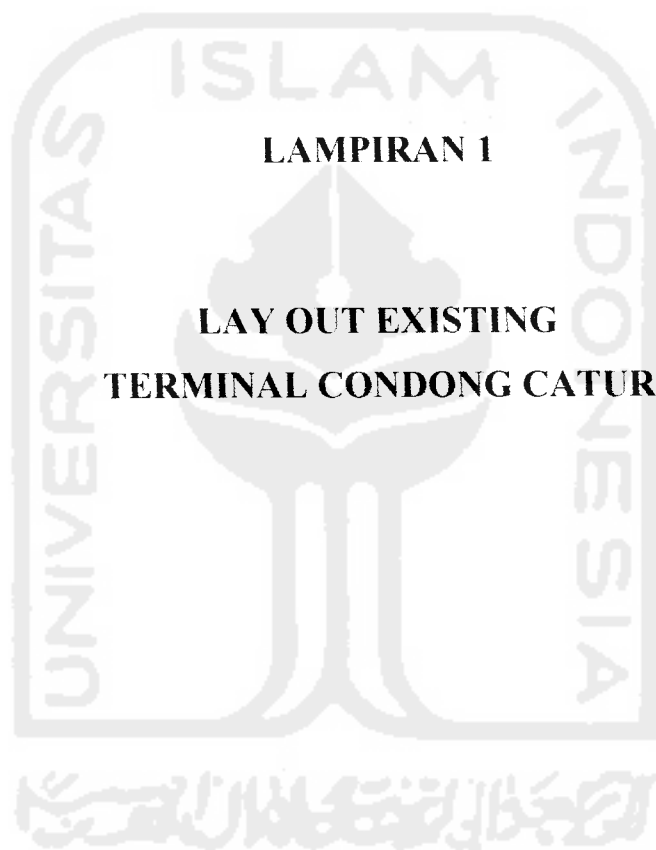 ISLAM
UNIVERSITAS
INDONESIA
LAMPIRAN 1
LAY OUT EXISTING
TERMINAL CONDONG CATUR